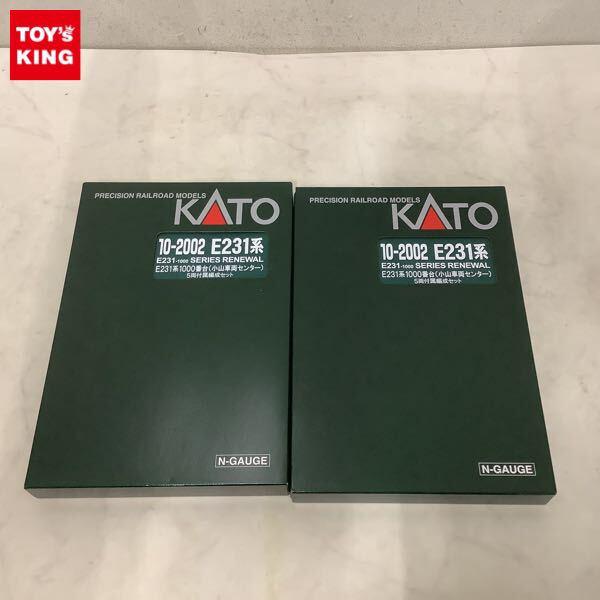 TOY'S
KING
PRECISION RAILROAD MODELS
KATO
10-2002 E231系
E231-1000 SERIES RENEWAL
E231系1000番台(小山車両センター)
5両付属編成セット
N-GAUGE
PRECISION RAILROAD MODELS
KATO
10-2002 E231系
E231-1000 SERIES RENEWAL
E231系1000番台(小山車両センター)
5両付属編成セット
N-GAUGE